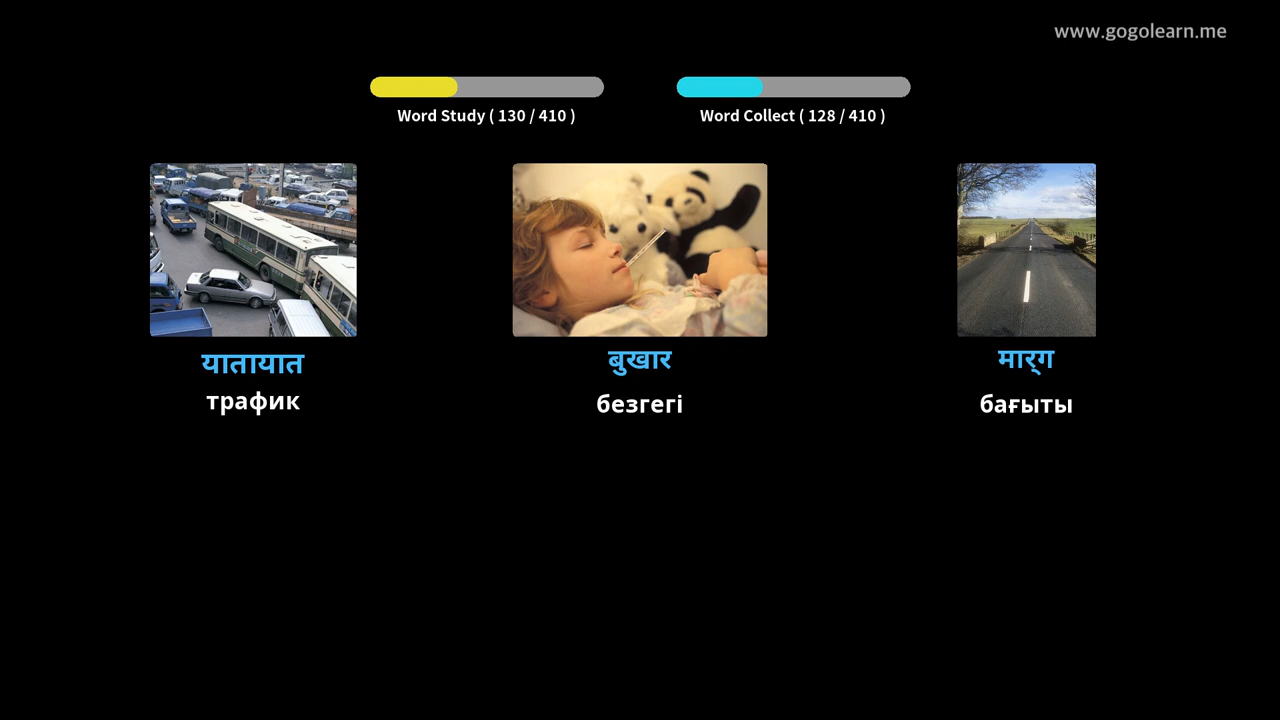 www.gogolearn.me
Word Study ( 130 / 410 )
Word Collect ( 128 / 410 )
यातायात
बुखार
मार्ग
трафик
безгегі
бағыты